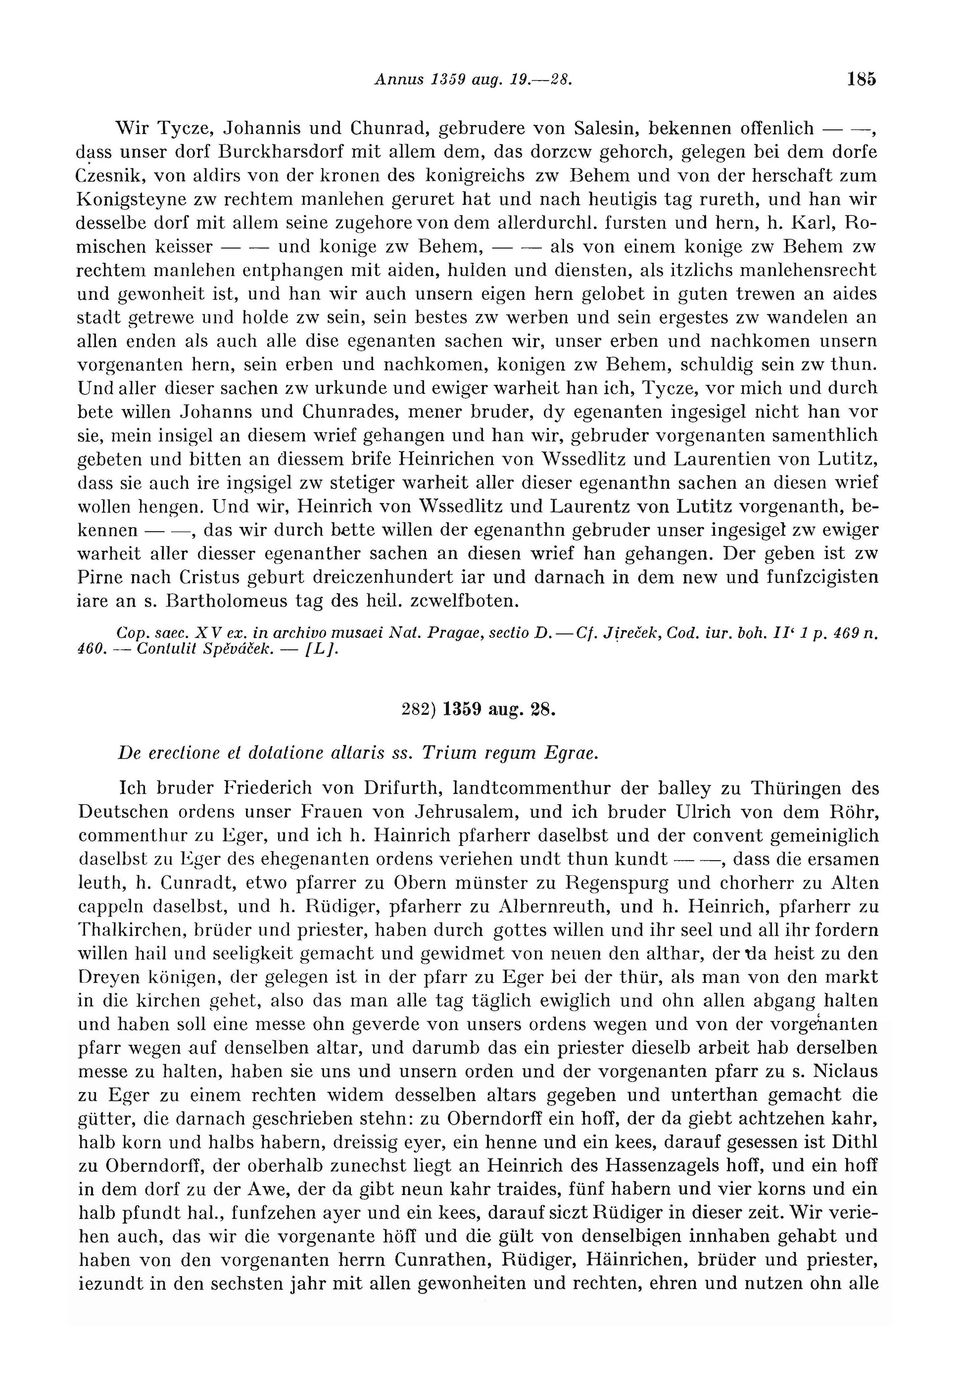 Annus 1359 aug. 19.—28. 185
Wir Tycze, Johannis und Chunrad, gebrudere von Salesin, bekennen offenlich — —,
dass unser dorf Burckharsdorf mit allem dem, das dorzcw gehorch, gelegen bei dem dorfe
Czesnik, von aldirs von der kronen des konigreichs zw Behem und von der herschaft zum
Konigsteyne zw rechtem manlehen geruret hat und nach heutigis tag rureth, und han wir
desselbe dorf mit allem seine zugehore von dem allerdurchl. fursten und hern, h. Karl, Ro-
mischen keisser — — und konige zw Behem, — — als von einem konige zw Behem zw
rechtem manlehen entphangen mit aiden, hulden und diensten, als itzlichs manlehensrecht
und gewonheit ist, und han wir auch unsern eigen hern gelobet in guten trewen an aides
stadt getrewe und holde zw sein, sein bestes zw werben und sein ergestes zw wandelen an
allen enden als auch alle dise egenanten sachen wir, unser erben und nachkomen unsern
vorgenanten hern, sein erben und nachkomen, konigen zw Behem, schuldig sein zw thun.
Und aller dieser sachen zw urkunde und ewiger warheit han ich, Tycze, vor mich und durch
bete willen Johanns und Chunrades, mener bruder, dy egenanten ingesigel nicht han vor
sie, mein insigel an diesem wrief gehangen und han wir, gebruder vorgenanten samenthlich
gebeten und bitten an diessem brife Heinrichen von Wssedlitz und Laurentien von Lutitz,
dass sie auch ire ingsigel zw stetiger warheit aller dieser egenanthn sachen an diesen wrief
wollen hengen. Und wir, Heinrich von Wssedlitz und Laurentz von Lutitz vorgenanth, be-
kennen — —, das wir durch bette willen der egenanthn gebruder unser ingesigel zw ewiger
warheit aller diesser egenanther sachen an diesen wrief han gehangen. Der geben ist zw
Pirne nach Cristus geburt dreiczenhundert iar und darnach in dem new und funfzcigisten
iare an s. Bartholomeus tag des heil. zcwelfboten.
Cop. saec. XV ex. in archivo musaei Nat. Pragae, sectio D. — Cf. Jireček, Cod. iur. boh. II‘ 1 p. 469 n.
460. — Contulit Spěváček. — [L].
282) 1359 aug. 28.
De erectione et dotatione altaris ss. Trium regum Egrae.
Ich bruder Friederich von Drifurth, landtcommenthur der balley zu Thüringen des
Deutschen ordens unser Frauen von Jehrusalem, und ich bruder Ulrich von dem Röhr,
commenthur zu Eger, und ich h. Hainrich pfarherr daselbst und der convent gemeiniglich
daselbst zu Eger des ehegenanten ordens veriehen undt thun kundt — —, dass die ersamen
leuth, h. Cunradt, etwo pfarrer zu Obern münster zu Regenspurg und chorherr zu Alten
cappeln daselbst, und h. Rüdiger, pfarherr zu Albernreuth, und h. Heinrich, pfarherr zu
Thalkirchen, brüder und priester, haben durch gottes willen und ihr seel und all ihr fordern
willen hail und seeligkeit gemacht und gewidmet von neuen den althar, der da heist zu den
Dreyen königen, der gelegen ist in der pfarr zu Eger bei der thür, als man von den markt
in die kirchen gehet, also das man alle tag täglich ewiglich und ohn allen abgang halten
und haben soll eine messe ohn geverde von unsers ordens wegen und von der vorgenanten
pfarr wegen auf denselben altar, und darumb das ein priester dieselb arbeit hab derselben
messe zu halten, haben sie uns und unsern orden und der vorgenanten pfarr zu s. Niclaus
zu Eger zu einem rechten widem desselben altars gegeben und unterthan gemacht die
gütter, die darnach geschrieben stehn: zu Oberndorff ein hoff, der da giebt achtzehen kahr,
halb korn und halbs habern, dreissig eyer, ein henne und ein kees, darauf gesessen ist Dithl
zu Oberndorff, der oberhalb zunechst liegt an Heinrich des Hassenzagels hoff, und ein hoff
in dem dorf zu der Awe, der da gibt neun kahr traides, fünf habern und vier korns und ein
halb pfundt hal., funfzehen ayer und ein kees, darauf siczt Rüdiger in dieser zeit. Wir verie-
hen auch, das wir die vorgenante höff und die gült von denselbigen innhaben gehabt und
haben von den vorgenanten herrn Cunrathen, Rüdiger, Häinrichen, brüder und priester,
iezundt in den sechsten jahr mit allen gewonheiten und rechten, ehren und nutzen ohn alle